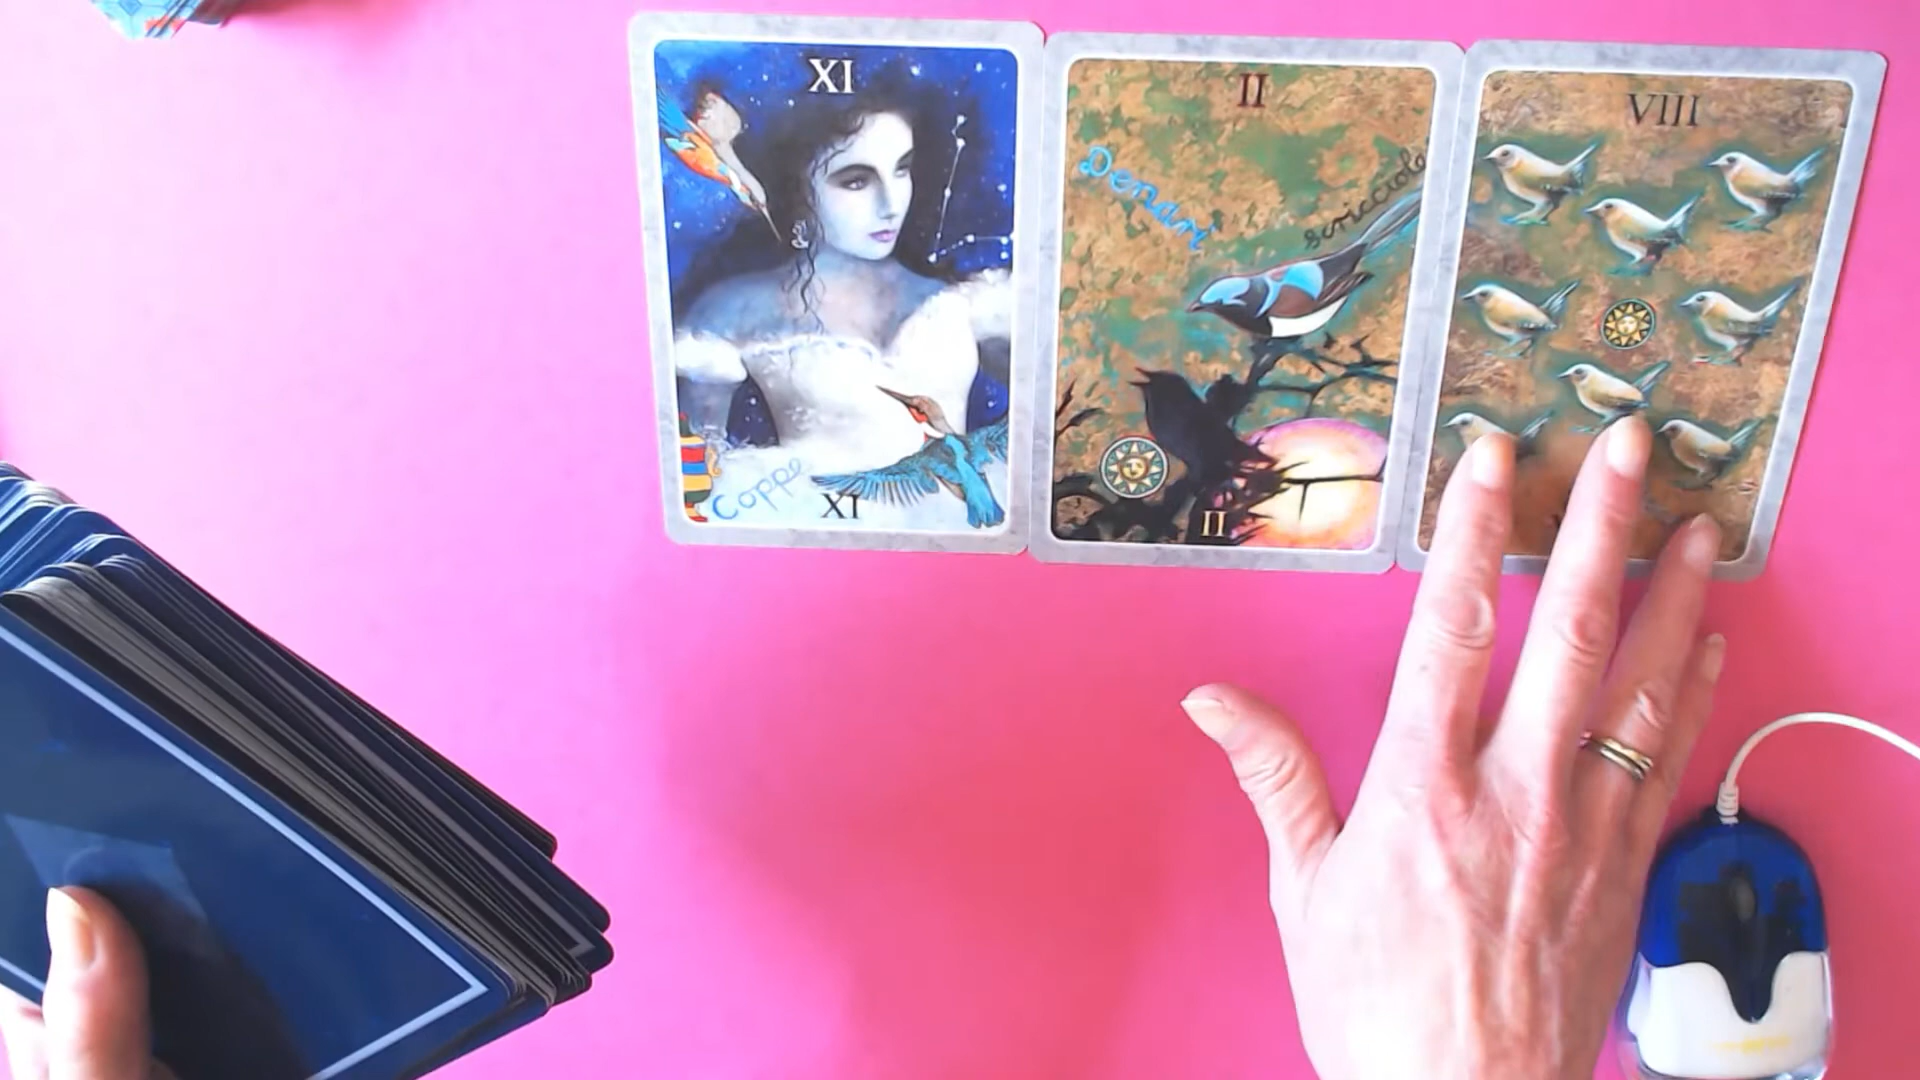 XI
Coppe
XI
II
Denari
scricciolo
II
VIII